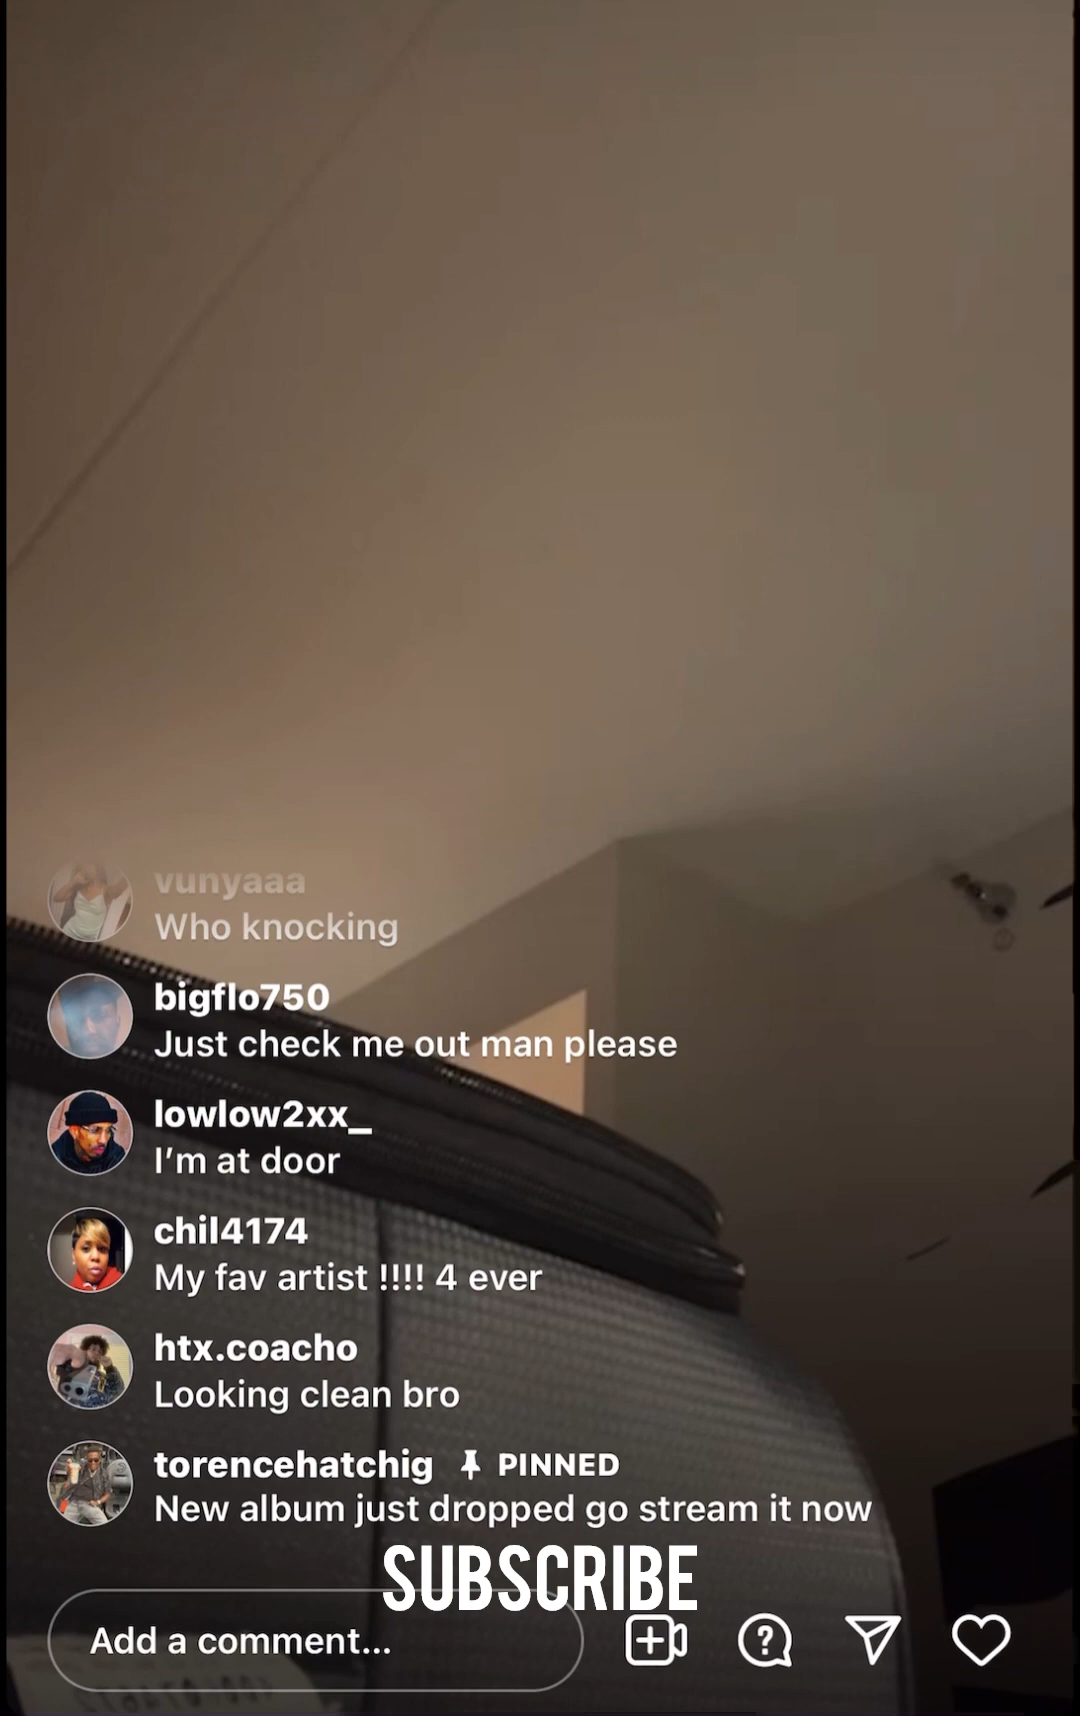 vunyaaa
Who knocking
bigflo750
Just check me out man please
lowlow2xx_
I’m at door
chil4174
My fav artist !!!! 4 ever
htx.coacho
Looking clean bro
torencehatchig PINNED
New album just dropped go stream it now
SUBSCRIBE
Add a comment...